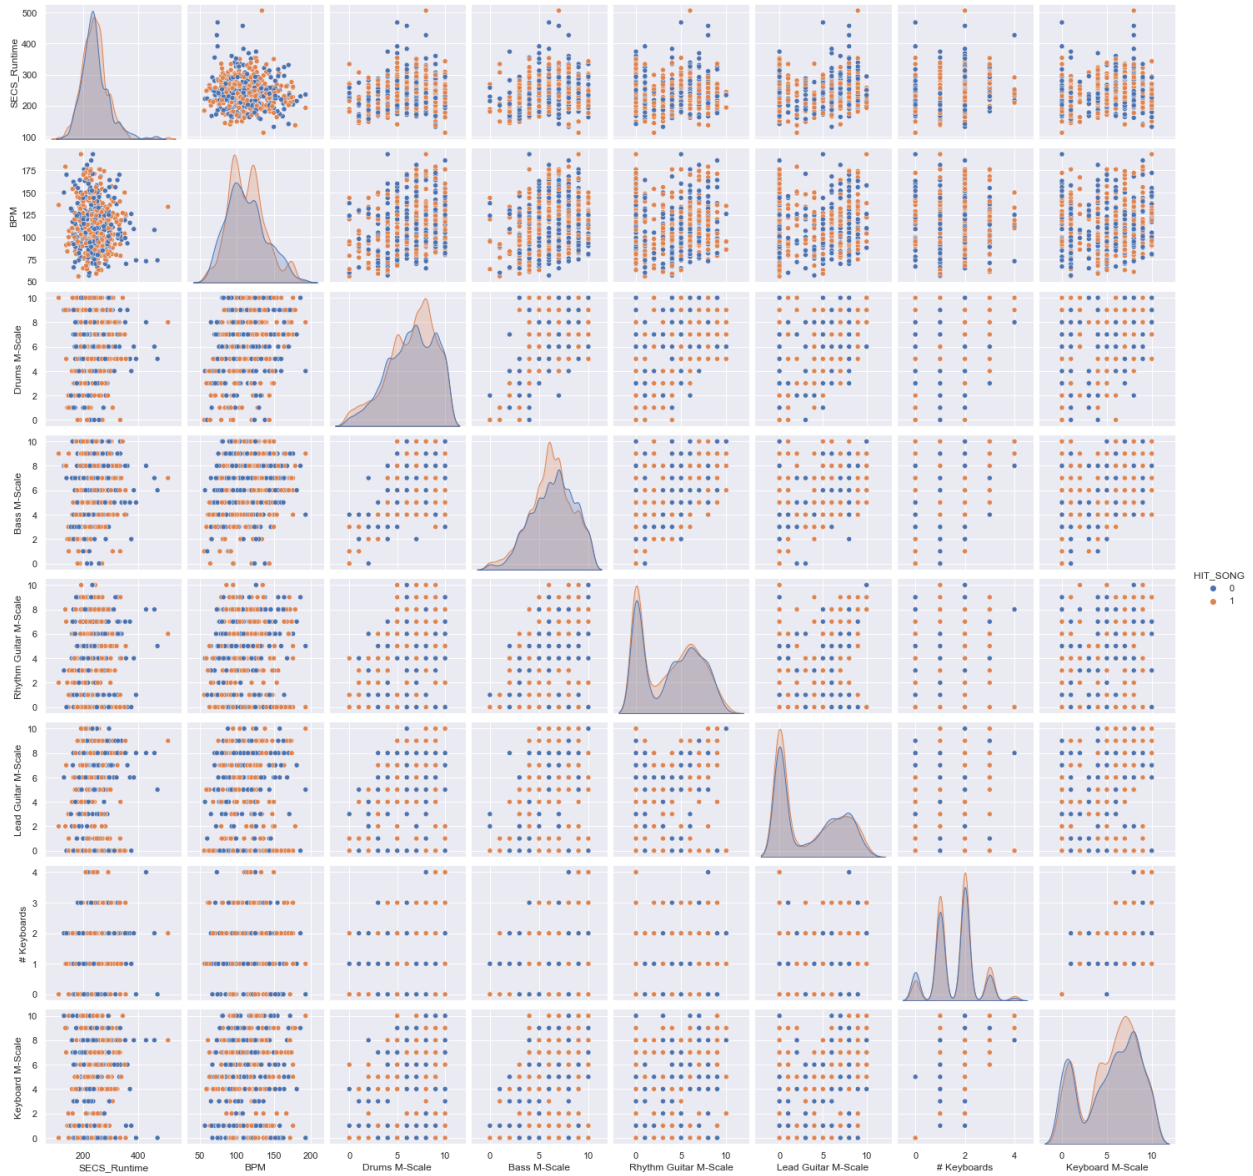 500
400
300
200
100
SECS_Runtime
175
150
125
100
75
50
BPM
10
8
6
4
2
0
Drums M-Scale
10
8
6
4
2
0
Bass M-Scale
10
8
6
4
2
0
Rhythm Guitar M-Scale
HIT_SONG
0
1
10
8
6
4
2
0
Lead Guitar M-Scale
4
3
2
1
0
# Keyboards
10
8
6
4
2
0
Keyboard M-Scale
200 400
SECS_Runtime
50 100 150 200
BPM
0 5 10
Drums M-Scale
0 5 10
Bass M-Scale
0 5 10
Rhythm Guitar M-Scale
0 5 10
Lead Guitar M-Scale
0 2 4
# Keyboards
0 5 10
Keyboard M-Scale